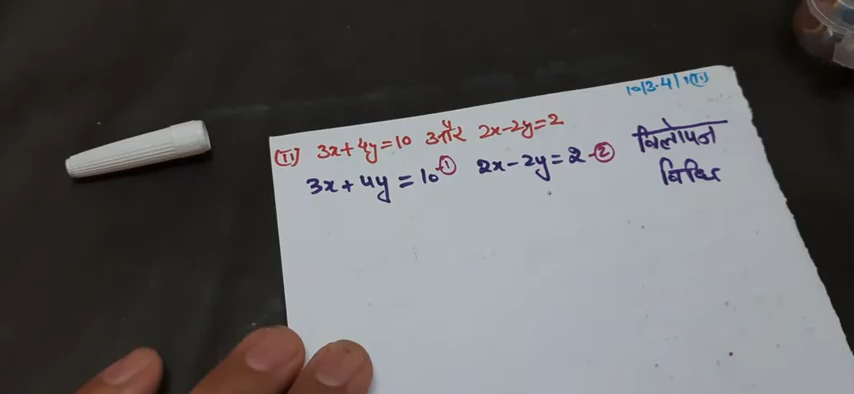 10/3.4/1(ii)
(ii) 3x+4y=10 और 2x-2y=2
3x+4y=10-① 2x-2y=2-②
विलोपन
विधि